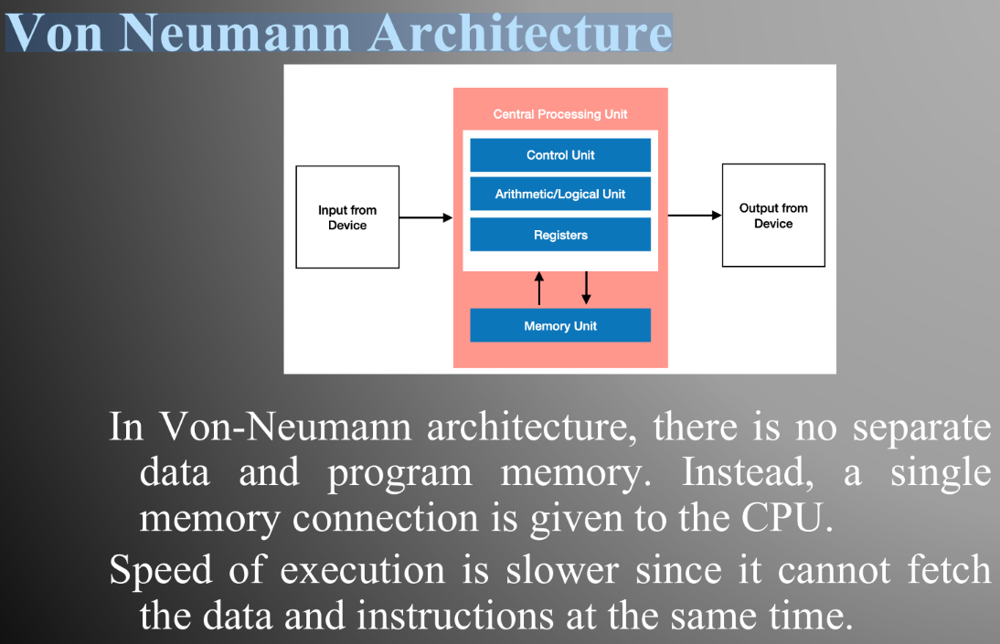 Von Neumann Architecture
Central Processing Unit
Control Unit
Arithmetic/Logical Unit
Registers
Memory Unit
Input from
Device
Output from
Device
In Von-Neumann architecture, there is no separate
data and program memory. Instead, a single
memory connection is given to the CPU.
Speed of execution is slower since it cannot fetch
the data and instructions at the same time.